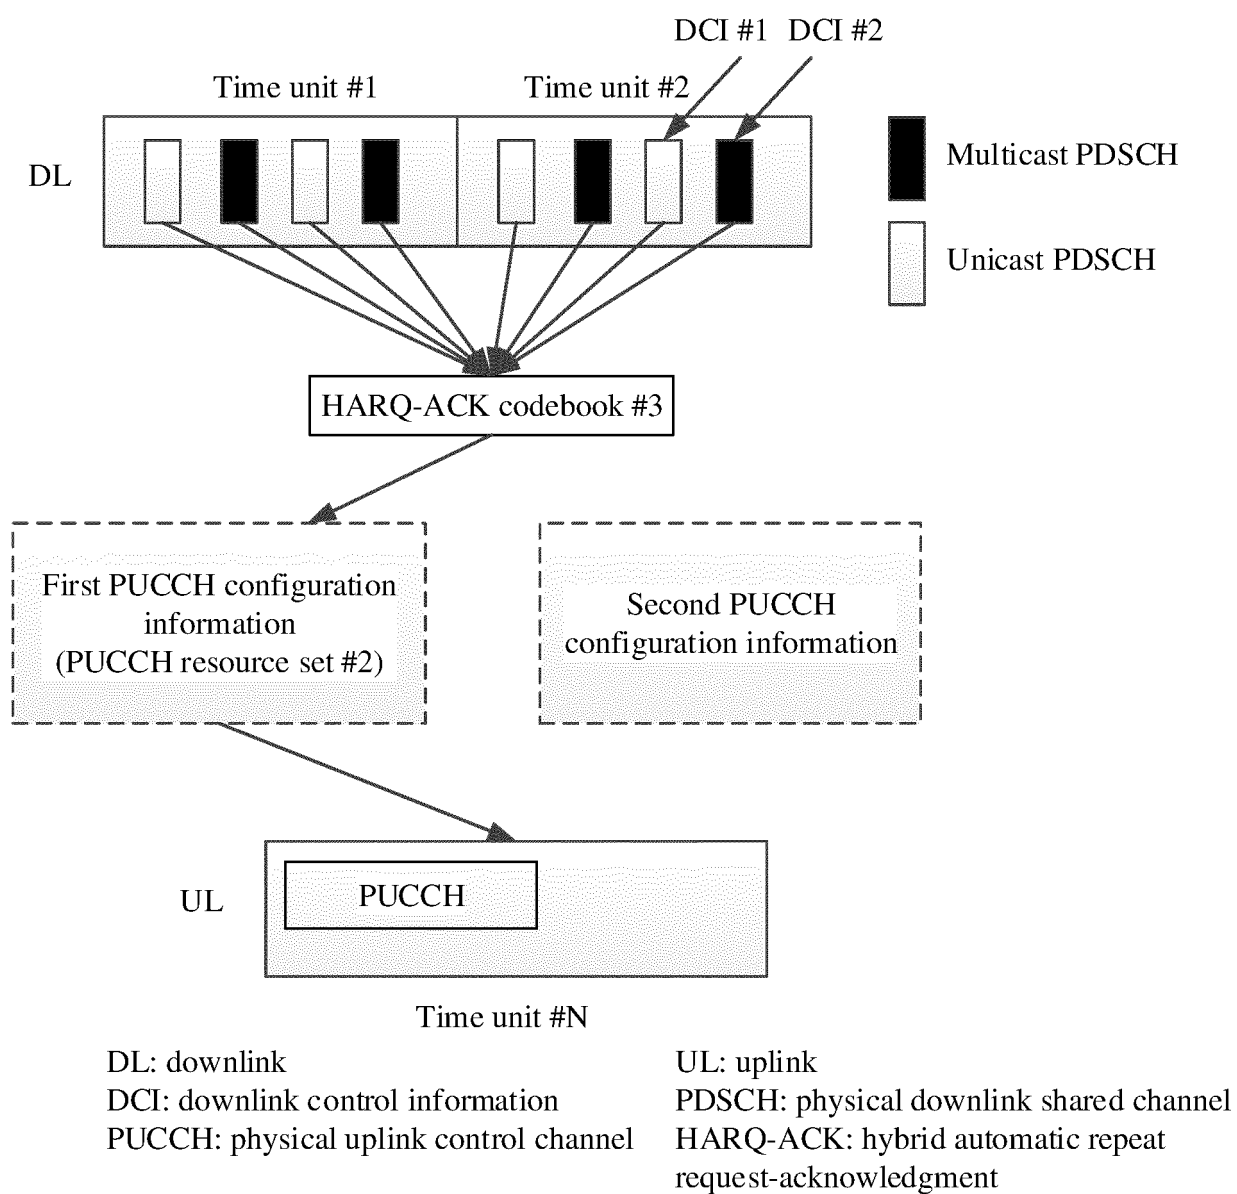 DCI #1 DCI #2
Time unit #1
Time unit #2
DL
Multicast PDSCH
Unicast PDSCH
HARQ-ACK codebook #3
First PUCCH configuration
information
(PUCCH resource set #2)
Second PUCCH
configuration information
UL
PUCCH
Time unit #N
DL: downlink
DCI: downlink control information
PUCCH: physical uplink control channel
UL: uplink
PDSCH: physical downlink shared channel
HARQ-ACK: hybrid automatic repeat
request-acknowledgment